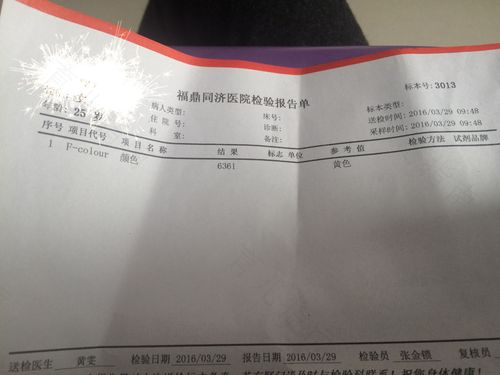 福鼎同济医院检验报告单
标本号: 3013
病人类型: 床号: 标本类型:
年龄: 25 岁 住院号: 诊断: 送检时间: 2016/03/29 09:48
科 室: 备注: 采样时间: 2016/03/29 09:48
序号 项目代号 项目名称 结果 标志 单位 参考值 检验方法 试剂品牌
1 F-colour 颜色 6361 黄色
送检医生 黄雯 检验日期 2016/03/29 报告日期 2016/03/29 检验员 张金锁 复核员